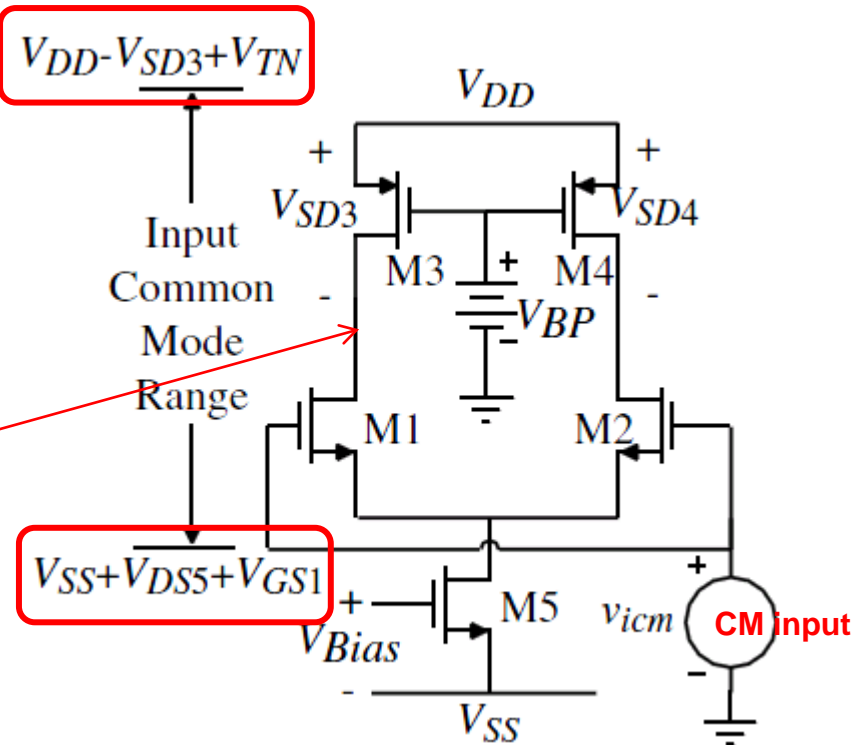 VDD-VSD3+VTN
VDD
+
+
VSD3
VSD4
Input
Common
Mode
Range
M3
+
M4
-
-
VBP
-
M1
M2
VSS+VDS5+VGS1
+
VBias
-
M5
+
vicm
CM input
-
VSS